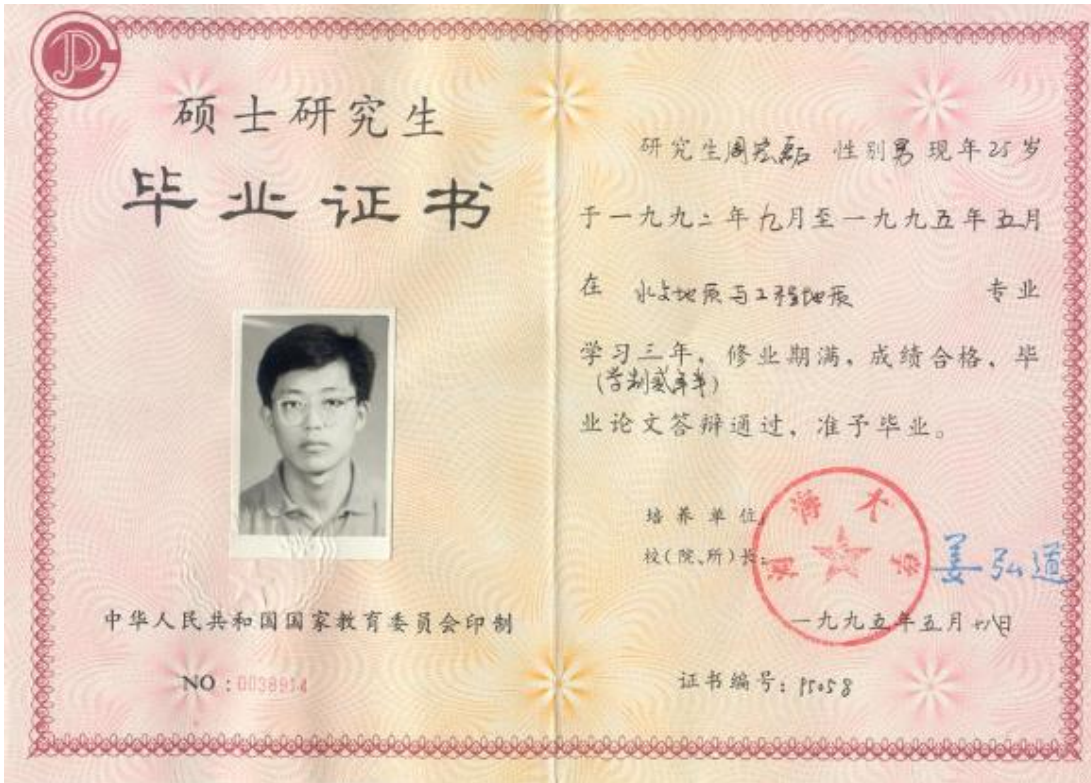 硕士研究生
毕业证书
中华人民共和国国家教育委员会印制
NO：0038914
研究生周宏磊 性别男 现年25岁
于一九九二年九月至一九九五年五月
在 水文地质与工程地质 专业
学习三年，修业期满，成绩合格，毕
(学制贰年半)
业论文答辩通过，准予毕业。
培养单位
河海大学
校(院、所)长： 姜弘道
一九九五年五月十八日
证书编号：95058